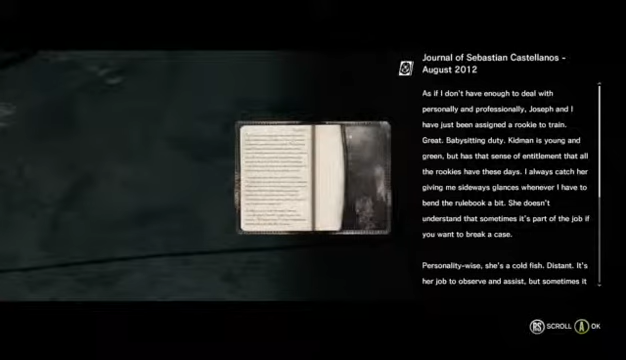 Journal of Sebastian Castellanos -
August 2012
As if I don't have enough to deal with
personally and professionally, Joseph and I
have just been assigned a rookie to train.
Great. Babysitting duty. Kidman is young and
green, but has that sense of entitlement that all
the rookies have these days. I always catch her
giving me sideways glances whenever I have to
bend the rulebook a bit. She doesn't
understand that sometimes it's part of the job if
you want to break a case.
Personality-wise, she's a cold fish. Distant. It's
her job to observe and assist, but sometimes it
RS SCROLL A OK